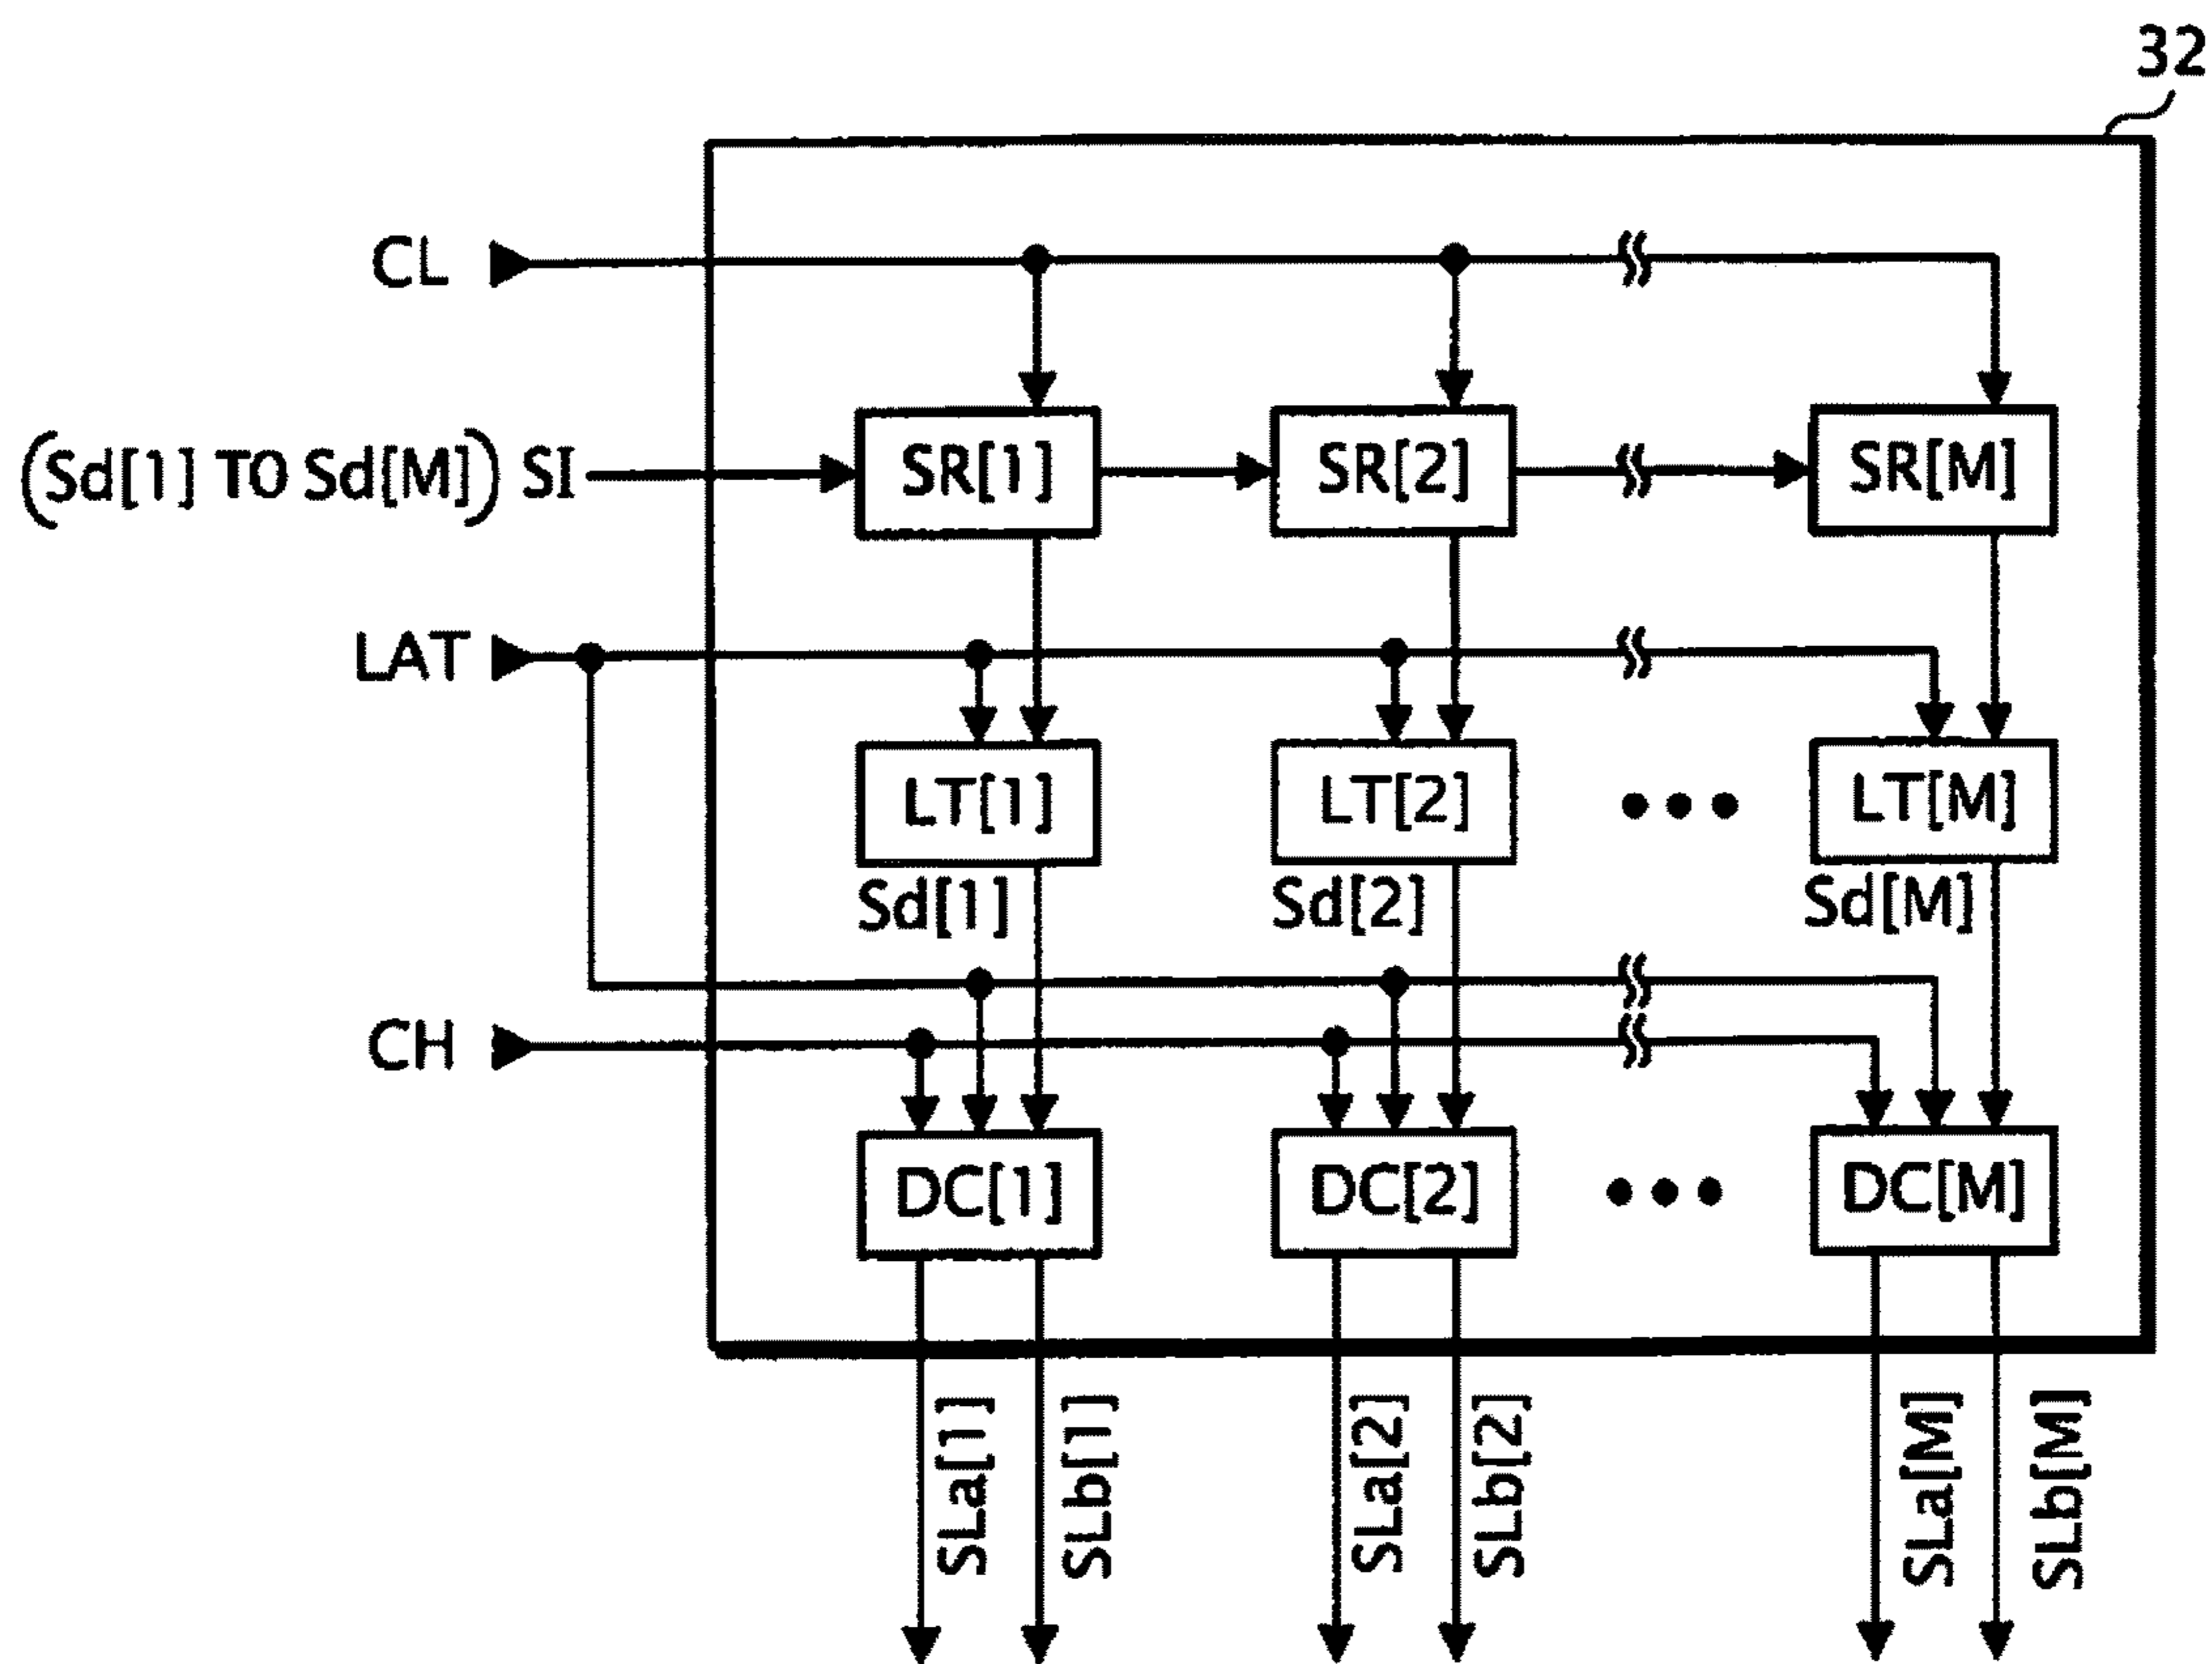 32
CL
(Sd[1] TO Sd[M]) SI
SR[1] SR[2] SR[M]
LAT
LT[1] LT[2] LT[M]
Sd[1] Sd[2] Sd[M]
CH
DC[1] DC[2] DC[M]
SLa[1] SLb[1] SLa[2] SLb[2] SLa[M] SLb[M]